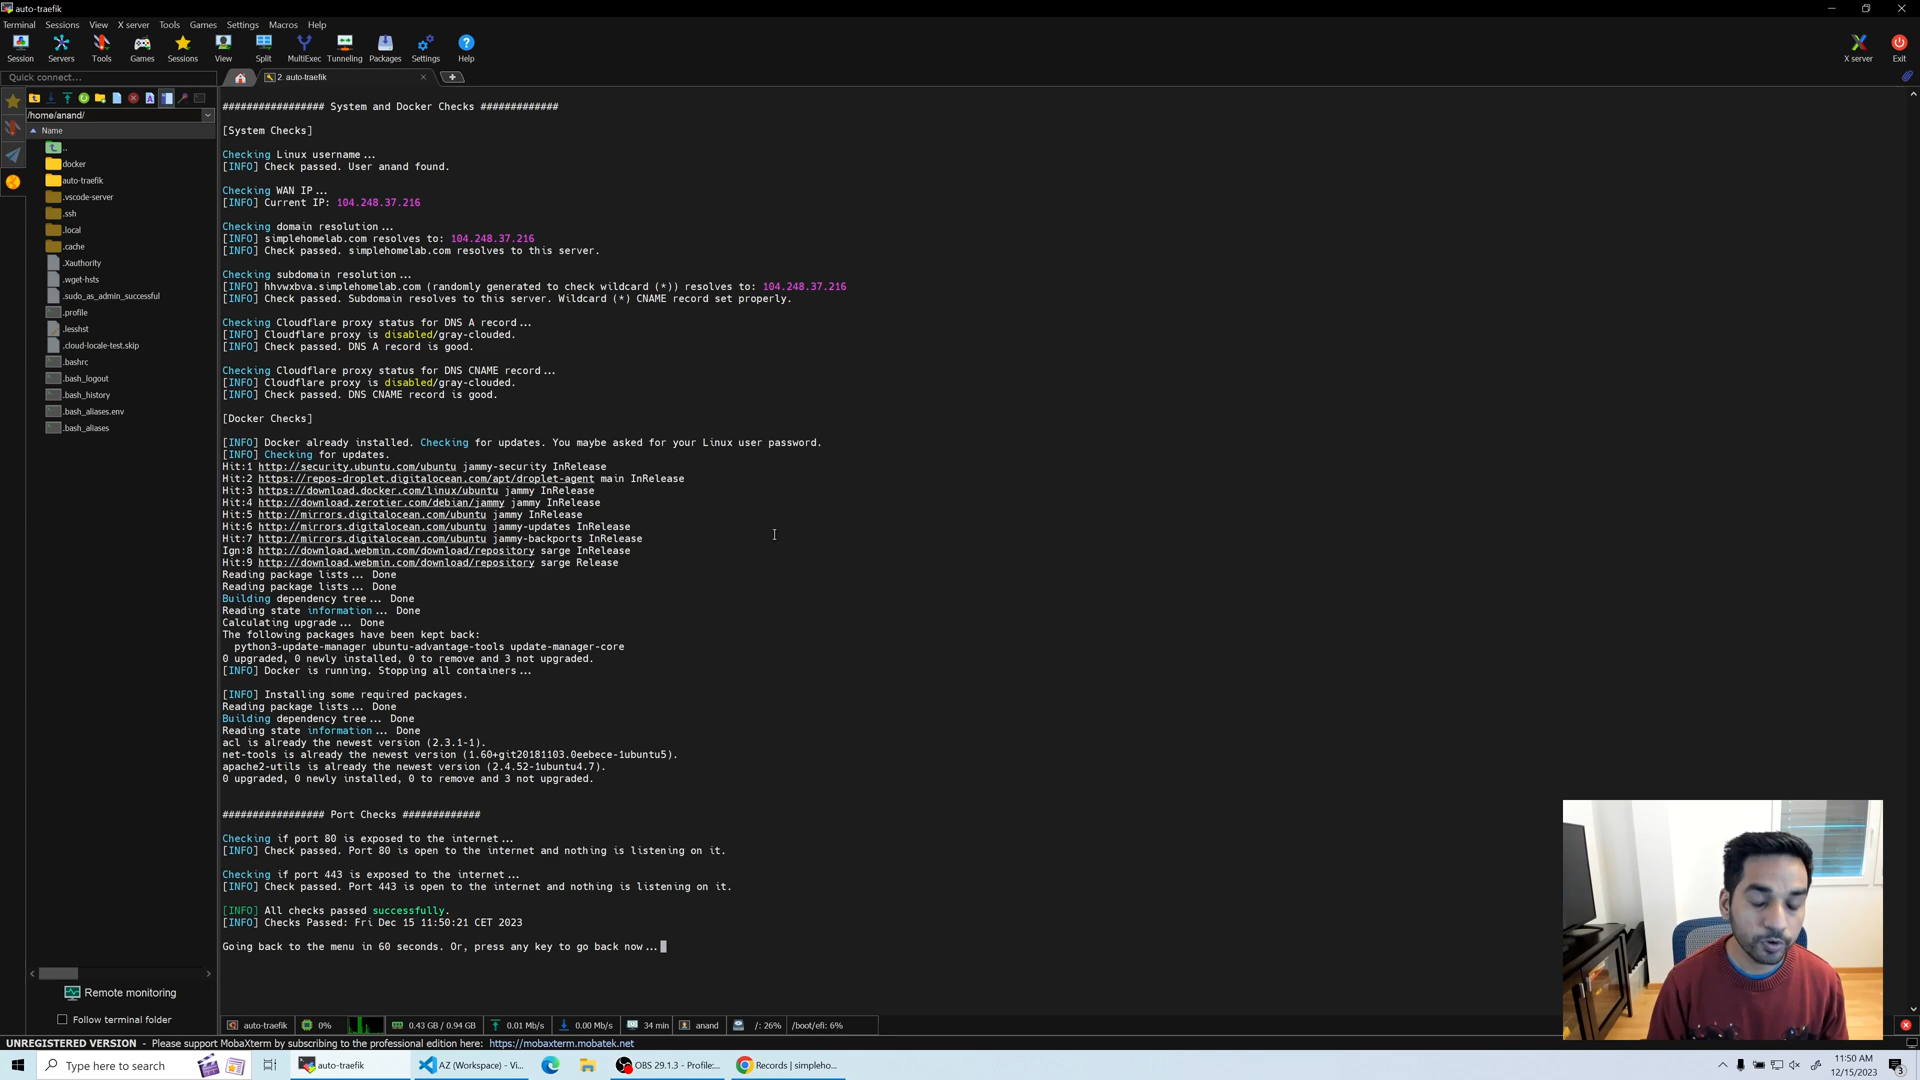 auto-traefik
Terminal Sessions View X server Tools Games Settings Macros Help
Session Servers Tools Games Sessions View Split MultiExec Tunneling Packages Settings Help X server Exit
Quick connect...
2. auto-traefik
/home/anand/
Name
..
docker
auto-traefik
.vscode-server
.ssh
.local
.cache
.Xauthority
.wget-hsts
.sudo_as_admin_successful
.profile
.lesshst
.cloud-locale-test.skip
.bashrc
.bash_logout
.bash_history
.bash_aliases.env
.bash_aliases
Remote monitoring
Follow terminal folder
################# System and Docker Checks #############
[System Checks]
Checking Linux username...
[INFO] Check passed. User anand found.
Checking WAN IP...
[INFO] Current IP: 104.248.37.216
Checking domain resolution...
[INFO] simplehomelab.com resolves to: 104.248.37.216
[INFO] Check passed. simplehomelab.com resolves to this server.
Checking subdomain resolution...
[INFO] hhvwxbva.simplehomelab.com (randomly generated to check wildcard (*)) resolves to: 104.248.37.216
[INFO] Check passed. Subdomain resolves to this server. Wildcard (*) CNAME record set properly.
Checking Cloudflare proxy status for DNS A record...
[INFO] Cloudflare proxy is disabled/gray-clouded.
[INFO] Check passed. DNS A record is good.
Checking Cloudflare proxy status for DNS CNAME record...
[INFO] Cloudflare proxy is disabled/gray-clouded.
[INFO] Check passed. DNS CNAME record is good.
[Docker Checks]
[INFO] Docker already installed. Checking for updates. You maybe asked for your Linux user password.
[INFO] Checking for updates.
Hit:1 http://security.ubuntu.com/ubuntu jammy-security InRelease
Hit:2 https://repos-droplet.digitalocean.com/apt/droplet-agent main InRelease
Hit:3 https://download.docker.com/linux/ubuntu jammy InRelease
Hit:4 http://download.zerotier.com/debian/jammy jammy InRelease
Hit:5 http://mirrors.digitalocean.com/ubuntu jammy InRelease
Hit:6 http://mirrors.digitalocean.com/ubuntu jammy-updates InRelease
Hit:7 http://mirrors.digitalocean.com/ubuntu jammy-backports InRelease
Ign:8 http://download.webmin.com/download/repository sarge InRelease
Hit:9 http://download.webmin.com/download/repository sarge Release
Reading package lists... Done
Reading package lists... Done
Building dependency tree... Done
Reading state information... Done
Calculating upgrade... Done
The following packages have been kept back:
python3-update-manager ubuntu-advantage-tools update-manager-core
0 upgraded, 0 newly installed, 0 to remove and 3 not upgraded.
[INFO] Docker is running. Stopping all containers...
[INFO] Installing some required packages.
Reading package lists... Done
Building dependency tree... Done
Reading state information... Done
acl is already the newest version (2.3.1-1).
net-tools is already the newest version (1.60+git20181103.0eebece-1ubuntu5).
apache2-utils is already the newest version (2.4.52-1ubuntu4.7).
0 upgraded, 0 newly installed, 0 to remove and 3 not upgraded.
################# Port Checks #############
Checking if port 80 is exposed to the internet...
[INFO] Check passed. Port 80 is open to the internet and nothing is listening on it.
Checking if port 443 is exposed to the internet...
[INFO] Check passed. Port 443 is open to the internet and nothing is listening on it.
[INFO] All checks passed successfully.
[INFO] Checks Passed: Fri Dec 15 11:50:21 CET 2023
Going back to the menu in 60 seconds. Or, press any key to go back now...
auto-traefik 0% 0.43 GB / 0.94 GB 0.01 Mb/s 0.00 Mb/s 34 min anand /: 26% /boot/efi: 6%
UNREGISTERED VERSION - Please support MobaXterm by subscribing to the professional edition here: https://mobaxterm.mobatek.net
Type here to search auto-traefik AZ (Workspace) - Vi... OBS 29.1.3 - Profile:... Records | simpleho... 11:50 AM
12/15/2023 3